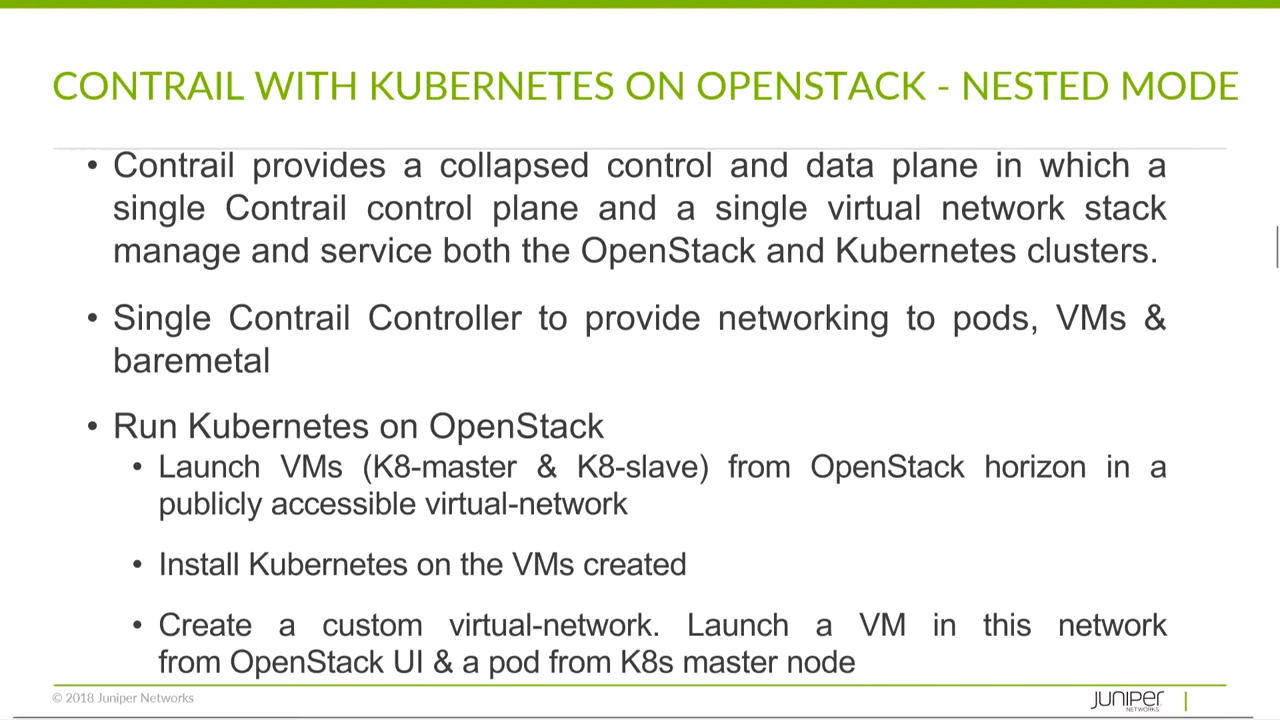 CONTRAIL WITH KUBERNETES ON OPENSTACK - NESTED MODE
• Contrail provides a collapsed control and data plane in which a
single Contrail control plane and a single virtual network stack
manage and service both the OpenStack and Kubernetes clusters.
• Single Contrail Controller to provide networking to pods, VMs &
baremetal
• Run Kubernetes on OpenStack
• Launch VMs (K8-master & K8-slave) from OpenStack horizon in a
publicly accessible virtual-network
• Install Kubernetes on the VMs created
• Create a custom virtual-network. Launch a VM in this network
from OpenStack UI & a pod from K8s master node
© 2018 Juniper Networks
JUNIPER
NETWORKS